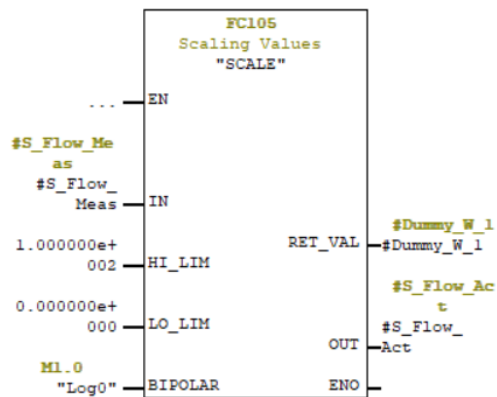 FC105
Scaling Values
"SCALE"
... EN
#S_Flow_Me
as
#S_Flow_
Meas IN
#Dummy_W_1
RET_VAL #Dummy_W_1
1.000000e+
002 HI_LIM
#S_Flow_Ac
t
0.000000e+
000 LO_LIM
#S_Flow_
OUT Act
M1.0
"Log0" BIPOLAR
ENO